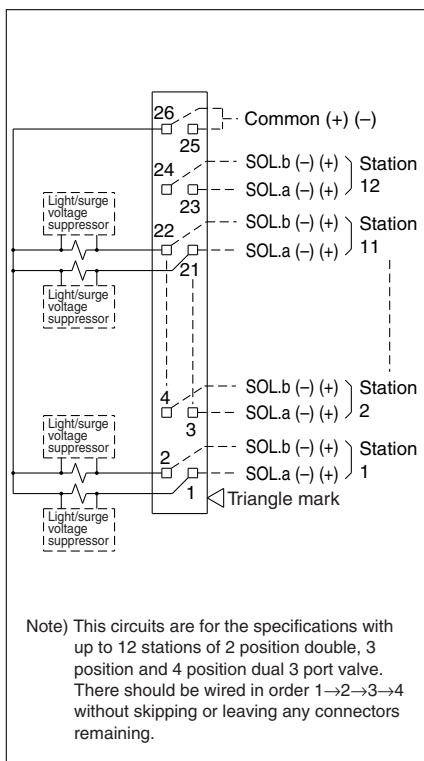 26
Common (+) (–)
25
24
SOL.b (–) (+)
Station
12
SOL.a (–) (+)
23
Light/surge
voltage
suppressor
22
SOL.b (–) (+)
Station
11
SOL.a (–) (+)
21
Light/surge
voltage
suppressor
4
SOL.b (–) (+)
Station
2
SOL.a (–) (+)
3
Light/surge
voltage
suppressor
2
SOL.b (–) (+)
Station
1
SOL.a (–) (+)
1
Triangle mark
Light/surge
voltage
suppressor
Note) This circuits are for the specifications with
up to 12 stations of 2 position double, 3
position and 4 position dual 3 port valve.
There should be wired in order 1→2→3→4
without skipping or leaving any connectors
remaining.